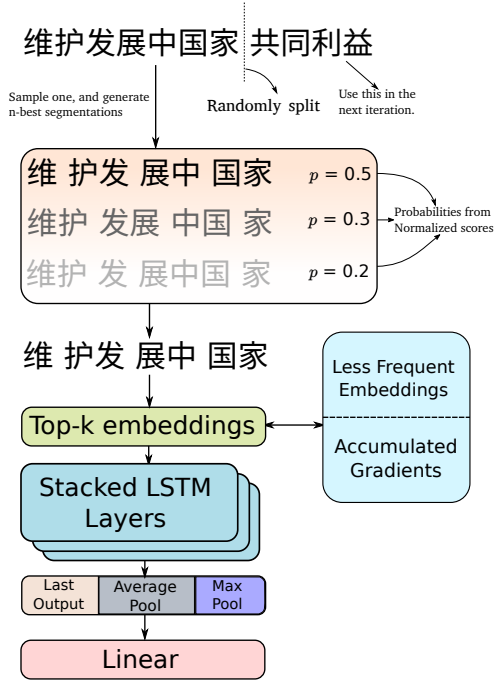 维护发展中国家 共同利益
Sample one, and generate
n-best segmentations
Randomly split
Use this in the
next iteration.
维 护发 展中 国家 p = 0.5
维护 发展 中国 家 p = 0.3
维护 发 展中国 家 p = 0.2
Probabilities from
Normalized scores
维 护发 展中 国家
Top-k embeddings
Less Frequent
Embeddings
Accumulated
Gradients
Stacked LSTM
Layers
Last
Output
Average
Pool
Max
Pool
Linear